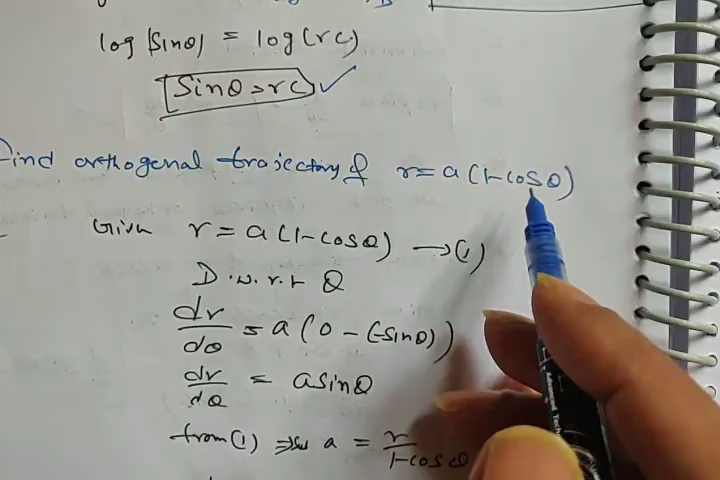 log |Sinθ| = log(rc)
Sinθ = rc ✓
Find orthogonal trajectory of r = a(1-cosθ)
Given r = a(1-cosθ) → (1)
D.w.r.t θ
dr/dθ = a(0-(-sinθ))
dr/dθ = asinθ
from(1) ⇒ a = r/1-cosθ